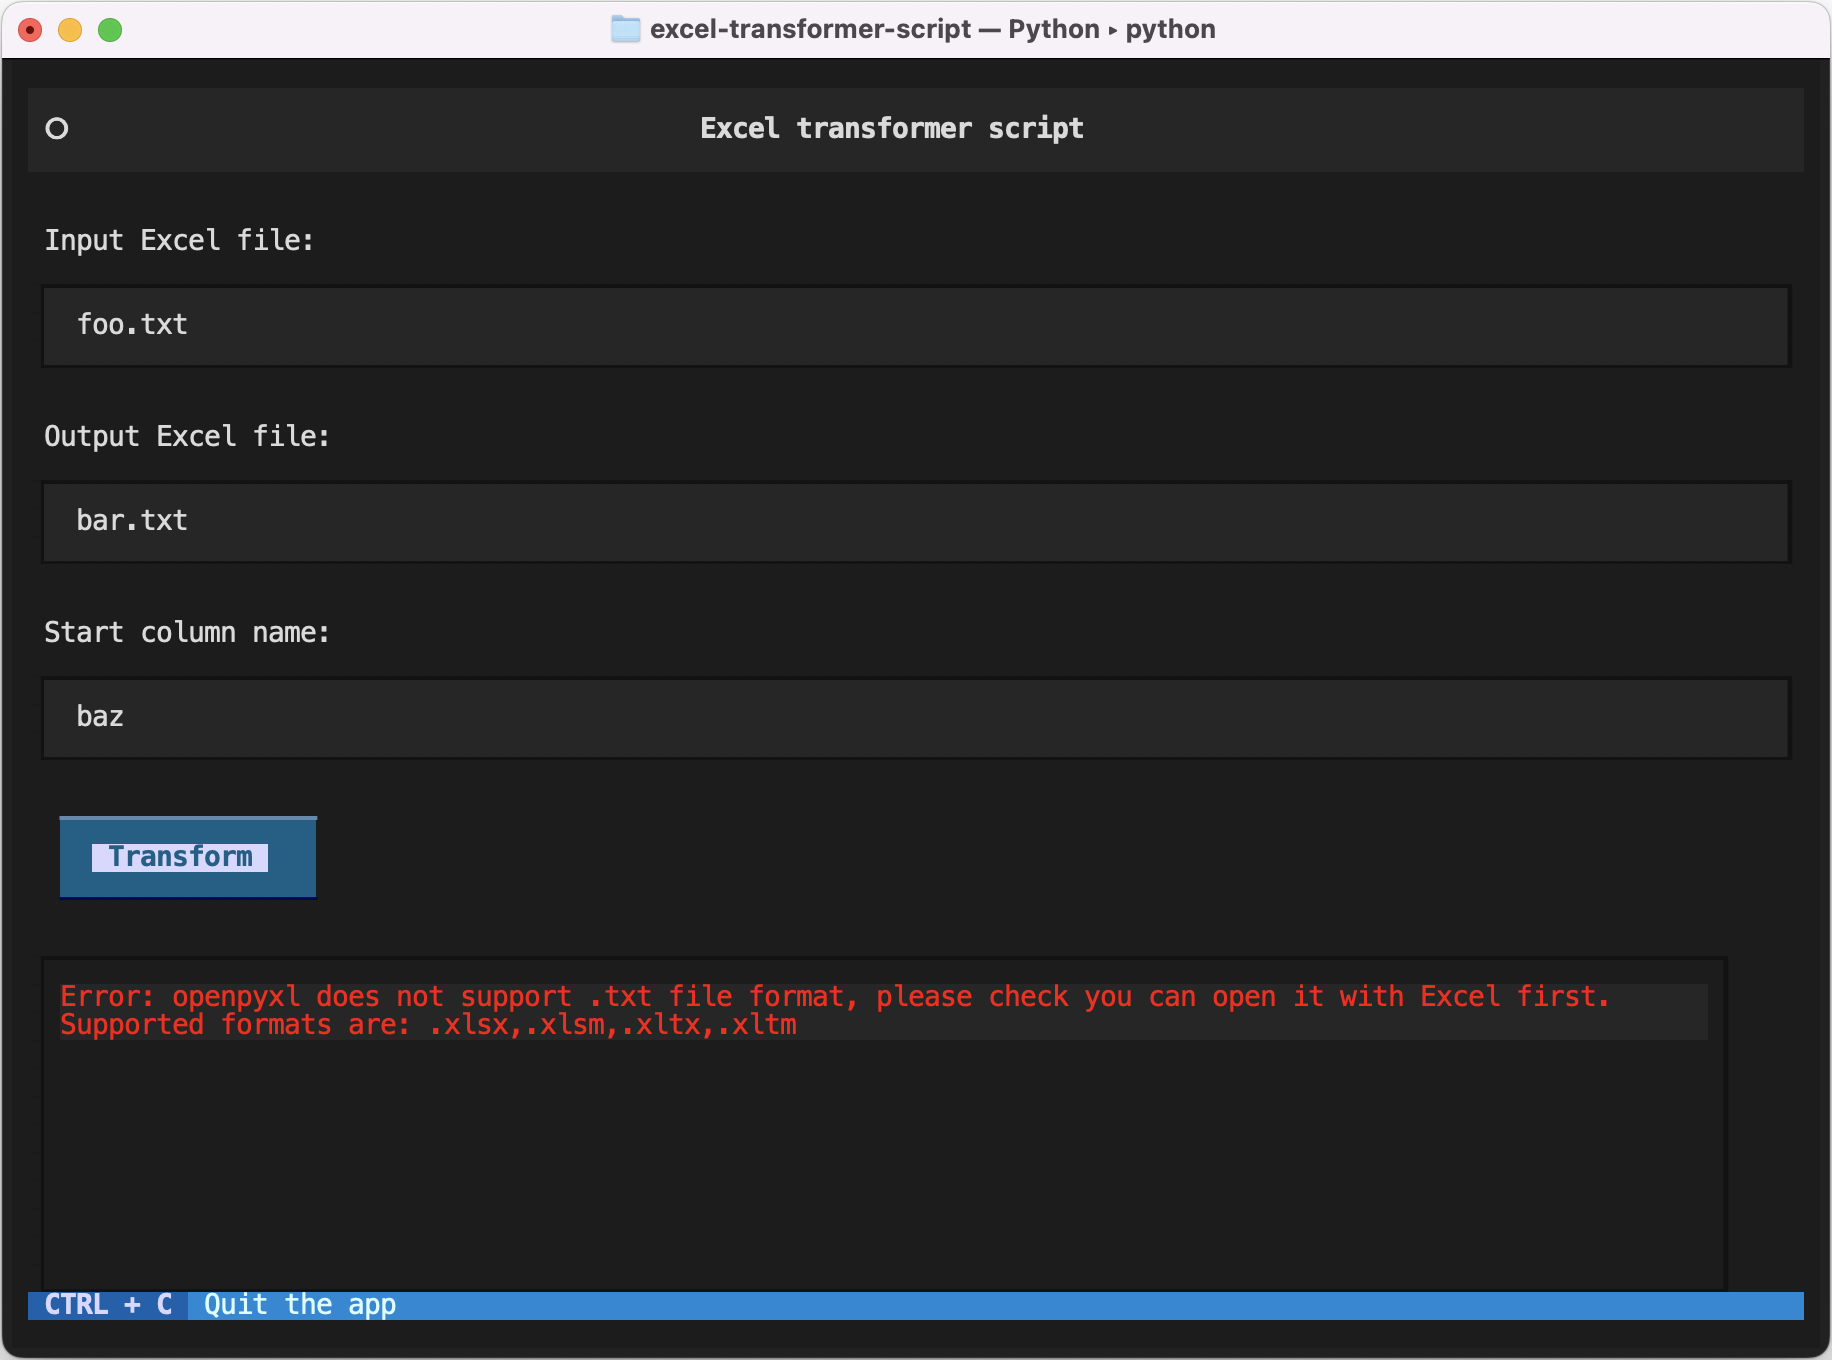 excel-transformer-script — Python ▸ python
Excel transformer script
Input Excel file:
foo.txt
Output Excel file:
bar.txt
Start column name:
baz
Transform
Error: openpyxl does not support .txt file format, please check you can open it with Excel first.
Supported formats are: .xlsx,.xlsm,.xltx,.xltm
CTRL + C Quit the app